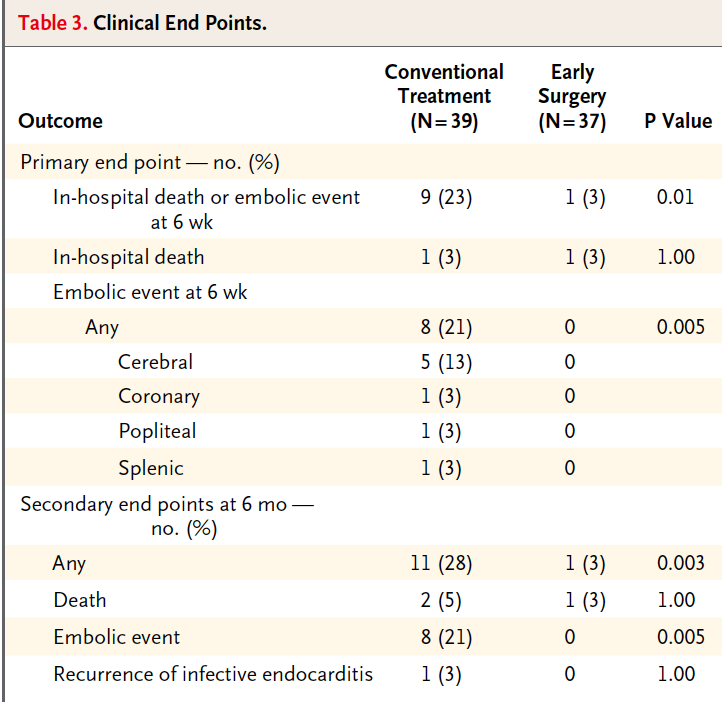 Table 3. Clinical End Points.
Outcome Conventional Treatment (N=39) Early Surgery (N=37) P Value
Primary end point — no. (%)
In-hospital death or embolic event at 6 wk 9 (23) 1 (3) 0.01
In-hospital death 1 (3) 1 (3) 1.00
Embolic event at 6 wk
Any 8 (21) 0 0.005
Cerebral 5 (13) 0
Coronary 1 (3) 0
Popliteal 1 (3) 0
Splenic 1 (3) 0
Secondary end points at 6 mo — no. (%)
Any 11 (28) 1 (3) 0.003
Death 2 (5) 1 (3) 1.00
Embolic event 8 (21) 0 0.005
Recurrence of infective endocarditis 1 (3) 0 1.00